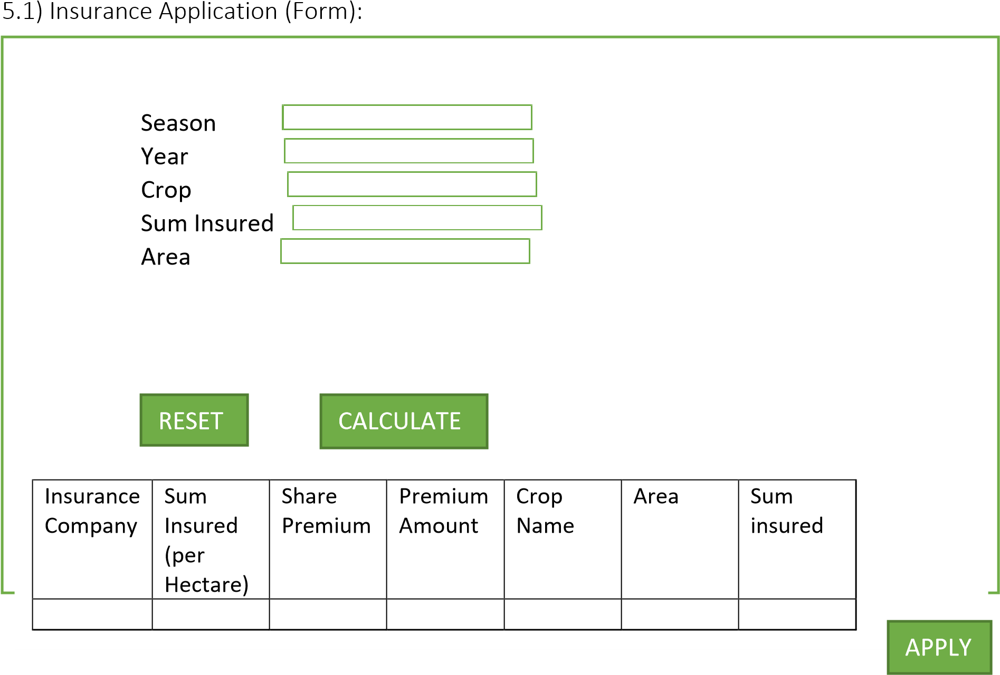 5.1) Insurance Application (Form):
Season
Year
Crop
Sum Insured
Area
RESET
CALCULATE
Insurance
Company
Sum
Insured
(per
Hectare)
Share
Premium
Premium
Amount
Crop
Name
Area
Sum
insured
APPLY